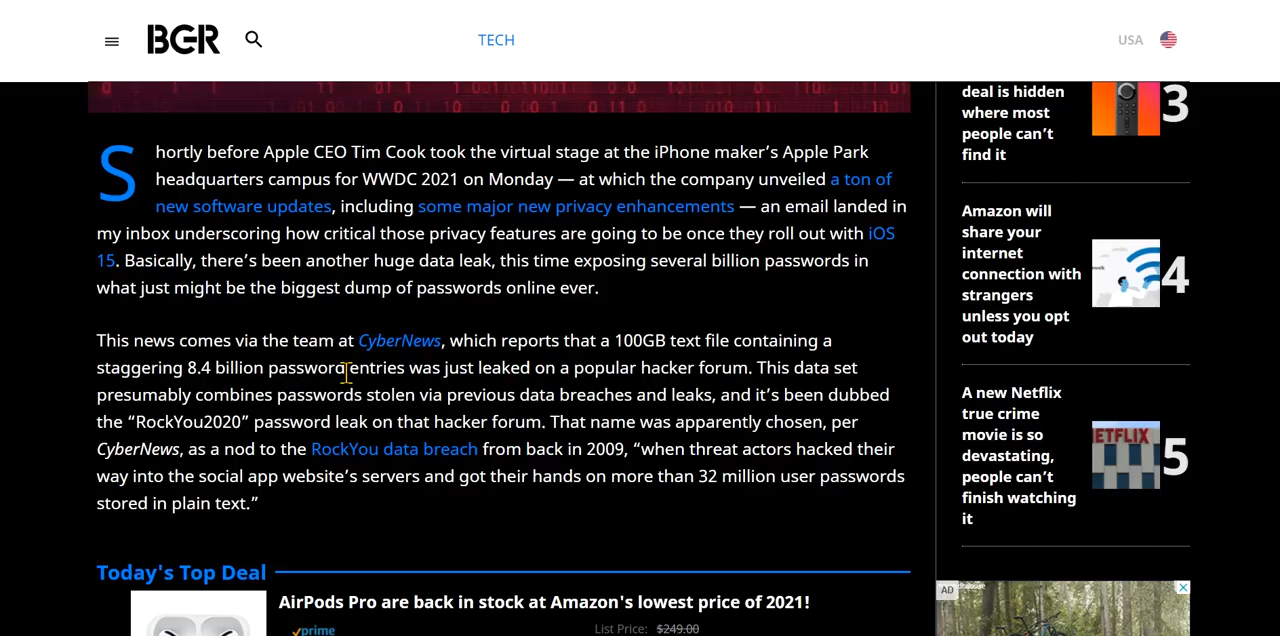 BGR
TECH
USA
Shortly before Apple CEO Tim Cook took the virtual stage at the iPhone maker’s Apple Park
headquarters campus for WWDC 2021 on Monday — at which the company unveiled a ton of
new software updates, including some major new privacy enhancements — an email landed in
my inbox underscoring how critical those privacy features are going to be once they roll out with iOS
15. Basically, there’s been another huge data leak, this time exposing several billion passwords in
what just might be the biggest dump of passwords online ever.
This news comes via the team at CyberNews, which reports that a 100GB text file containing a
staggering 8.4 billion password entries was just leaked on a popular hacker forum. This data set
presumably combines passwords stolen via previous data breaches and leaks, and it’s been dubbed
the “RockYou2020” password leak on that hacker forum. That name was apparently chosen, per
CyberNews, as a nod to the RockYou data breach from back in 2009, “when threat actors hacked their
way into the social app website’s servers and got their hands on more than 32 million user passwords
stored in plain text.”
Today's Top Deal
AirPods Pro are back in stock at Amazon's lowest price of 2021!
prime
List Price: $249.00
deal is hidden
where most
people can’t
find it
3
Amazon will
share your
internet
connection with
strangers
unless you opt
out today
4
A new Netflix
true crime
movie is so
devastating,
people can’t
finish watching
it
NETFLIX
5
AD